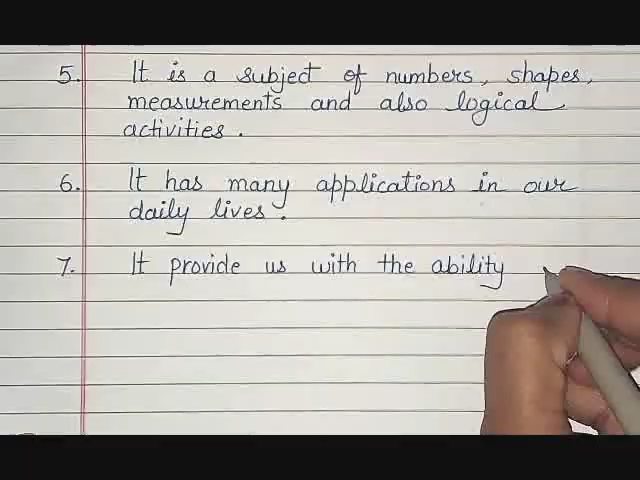 5. It is a subject of numbers, shapes,
measurements and also logical
activities.
6. It has many applications in our
daily lives.
7. It provide us with the ability